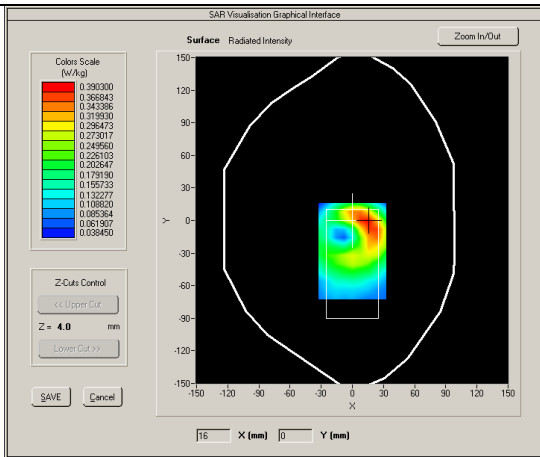 SAR Visualisation Graphical Interface
Surface Radiated Intensity
Zoom In/Out
Colors Scale
(W/kg)
0.390300
0.366843
0.343386
0.319930
0.296473
0.273017
0.249560
0.226103
0.202647
0.179190
0.155733
0.132277
0.108820
0.085364
0.061907
0.038450
Z-Cuts Control
<< Upper Cut
Z = 4.0 mm
Lower Cut >>
SAVE Cancel
150-
120-
90-
60-
30-
0-
-30-
-60-
-90-
-120-
-150-
Y
-150 -120 -90 -60 -30 0 30 60 90 120 150
X
16 X (mm) 0 Y (mm)